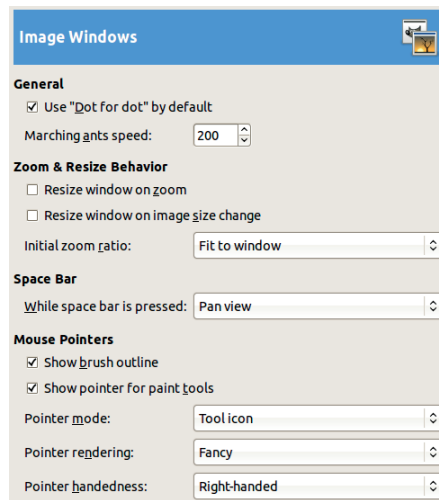 Image Windows
General
Use "Dot for dot" by default
Marching ants speed: 200
Zoom & Resize Behavior
Resize window on zoom
Resize window on image size change
Initial zoom ratio: Fit to window
Space Bar
While space bar is pressed: Pan view
Mouse Pointers
Show brush outline
Show pointer for paint tools
Pointer mode: Tool icon
Pointer rendering: Fancy
Pointer handedness: Right-handed